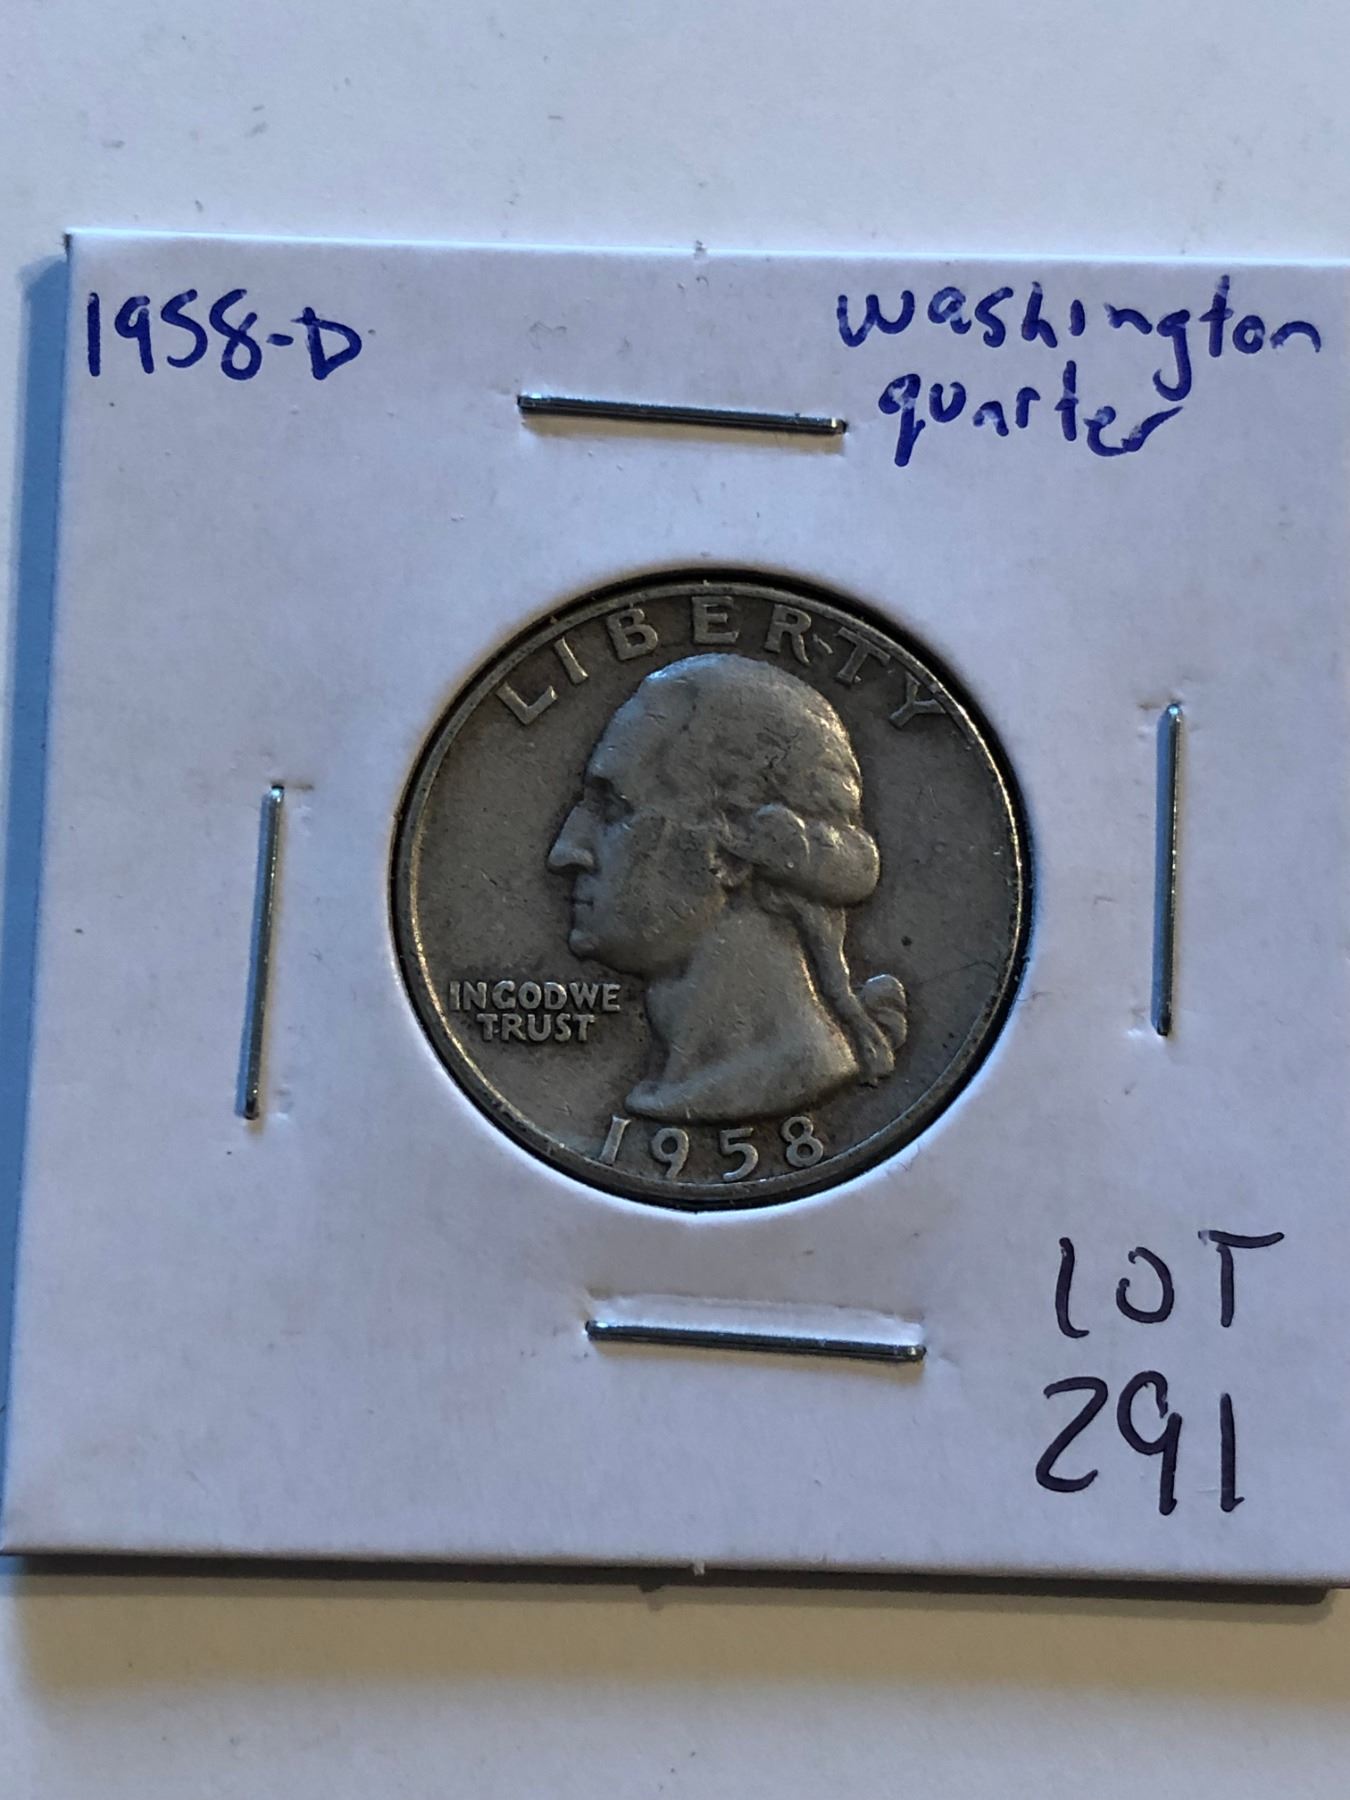 1958-D
Washington
quarter
LIBERTY
IN GOD WE
TRUST
1958
LOT
291